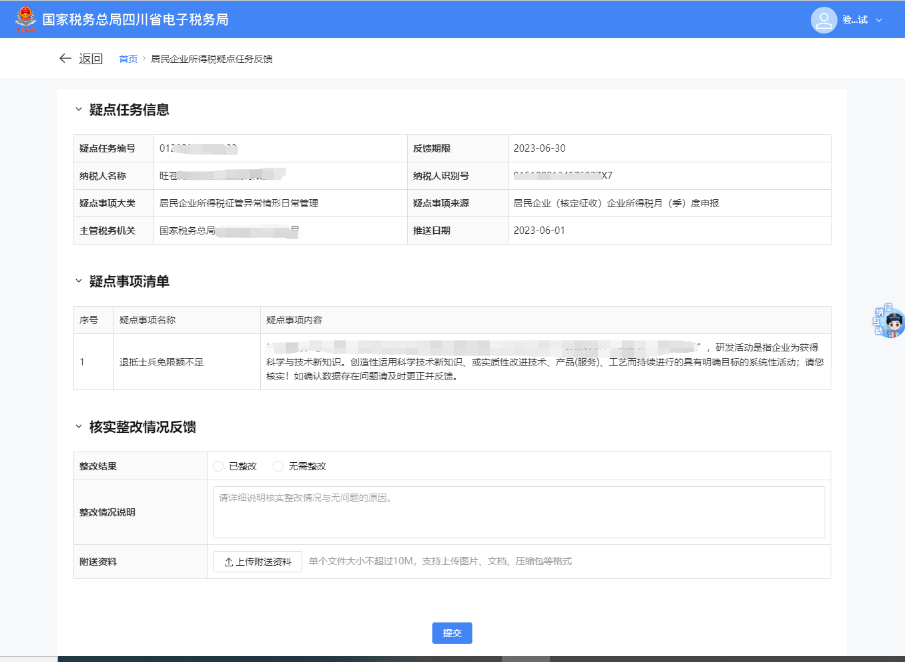 国家税务总局四川省电子税务局
验...试
返回 首页 › 居民企业所得税疑点任务反馈
疑点任务信息
疑点任务编号 反馈期限 2023-06-30
纳税人名称 旺苍 纳税人识别号 X7
疑点事项大类 居民企业所得税征管异常情形日常管理 疑点事项来源 居民企业（核定征收）企业所得税月（季）度申报
主管税务机关 国家税务总局 局 推送日期 2023-06-01
疑点事项清单
序号 疑点事项名称 疑点事项内容
1 退抵士兵免限额不足
”，研发活动是指企业为获得
科学与技术新知识。创造性运用科学技术新知识、或实质性改进技术、产品(服务)、工艺而持续进行的具有明确目标的系统性活动；请您
核实！如确认数据存在问题请及时更正并反馈。
核实整改情况反馈
整改结果 已整改 无需整改
整改情况说明 请详细说明核实整改情况与无问题的原因。
附送资料 上传附送资料 单个文件大小不超过10M，支持上传图片、文档、压缩包等格式
提交